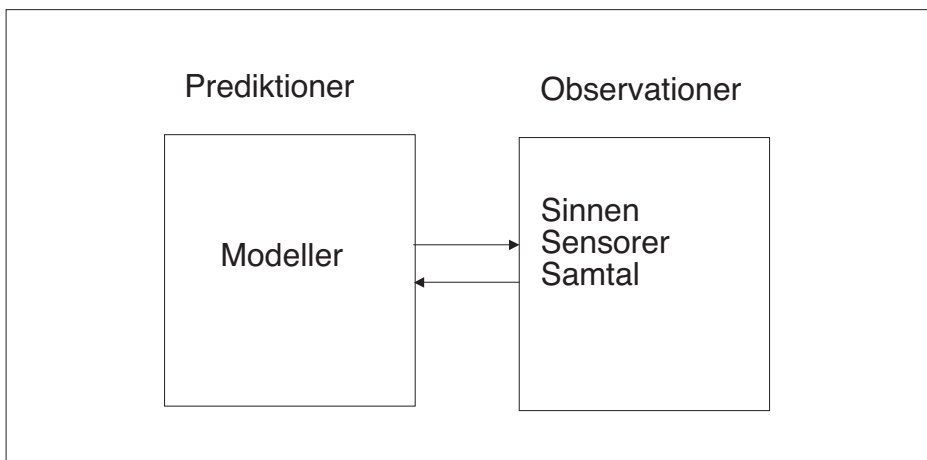 Prediktioner
Observationer
Modeller
Sinnen
Sensorer
Samtal